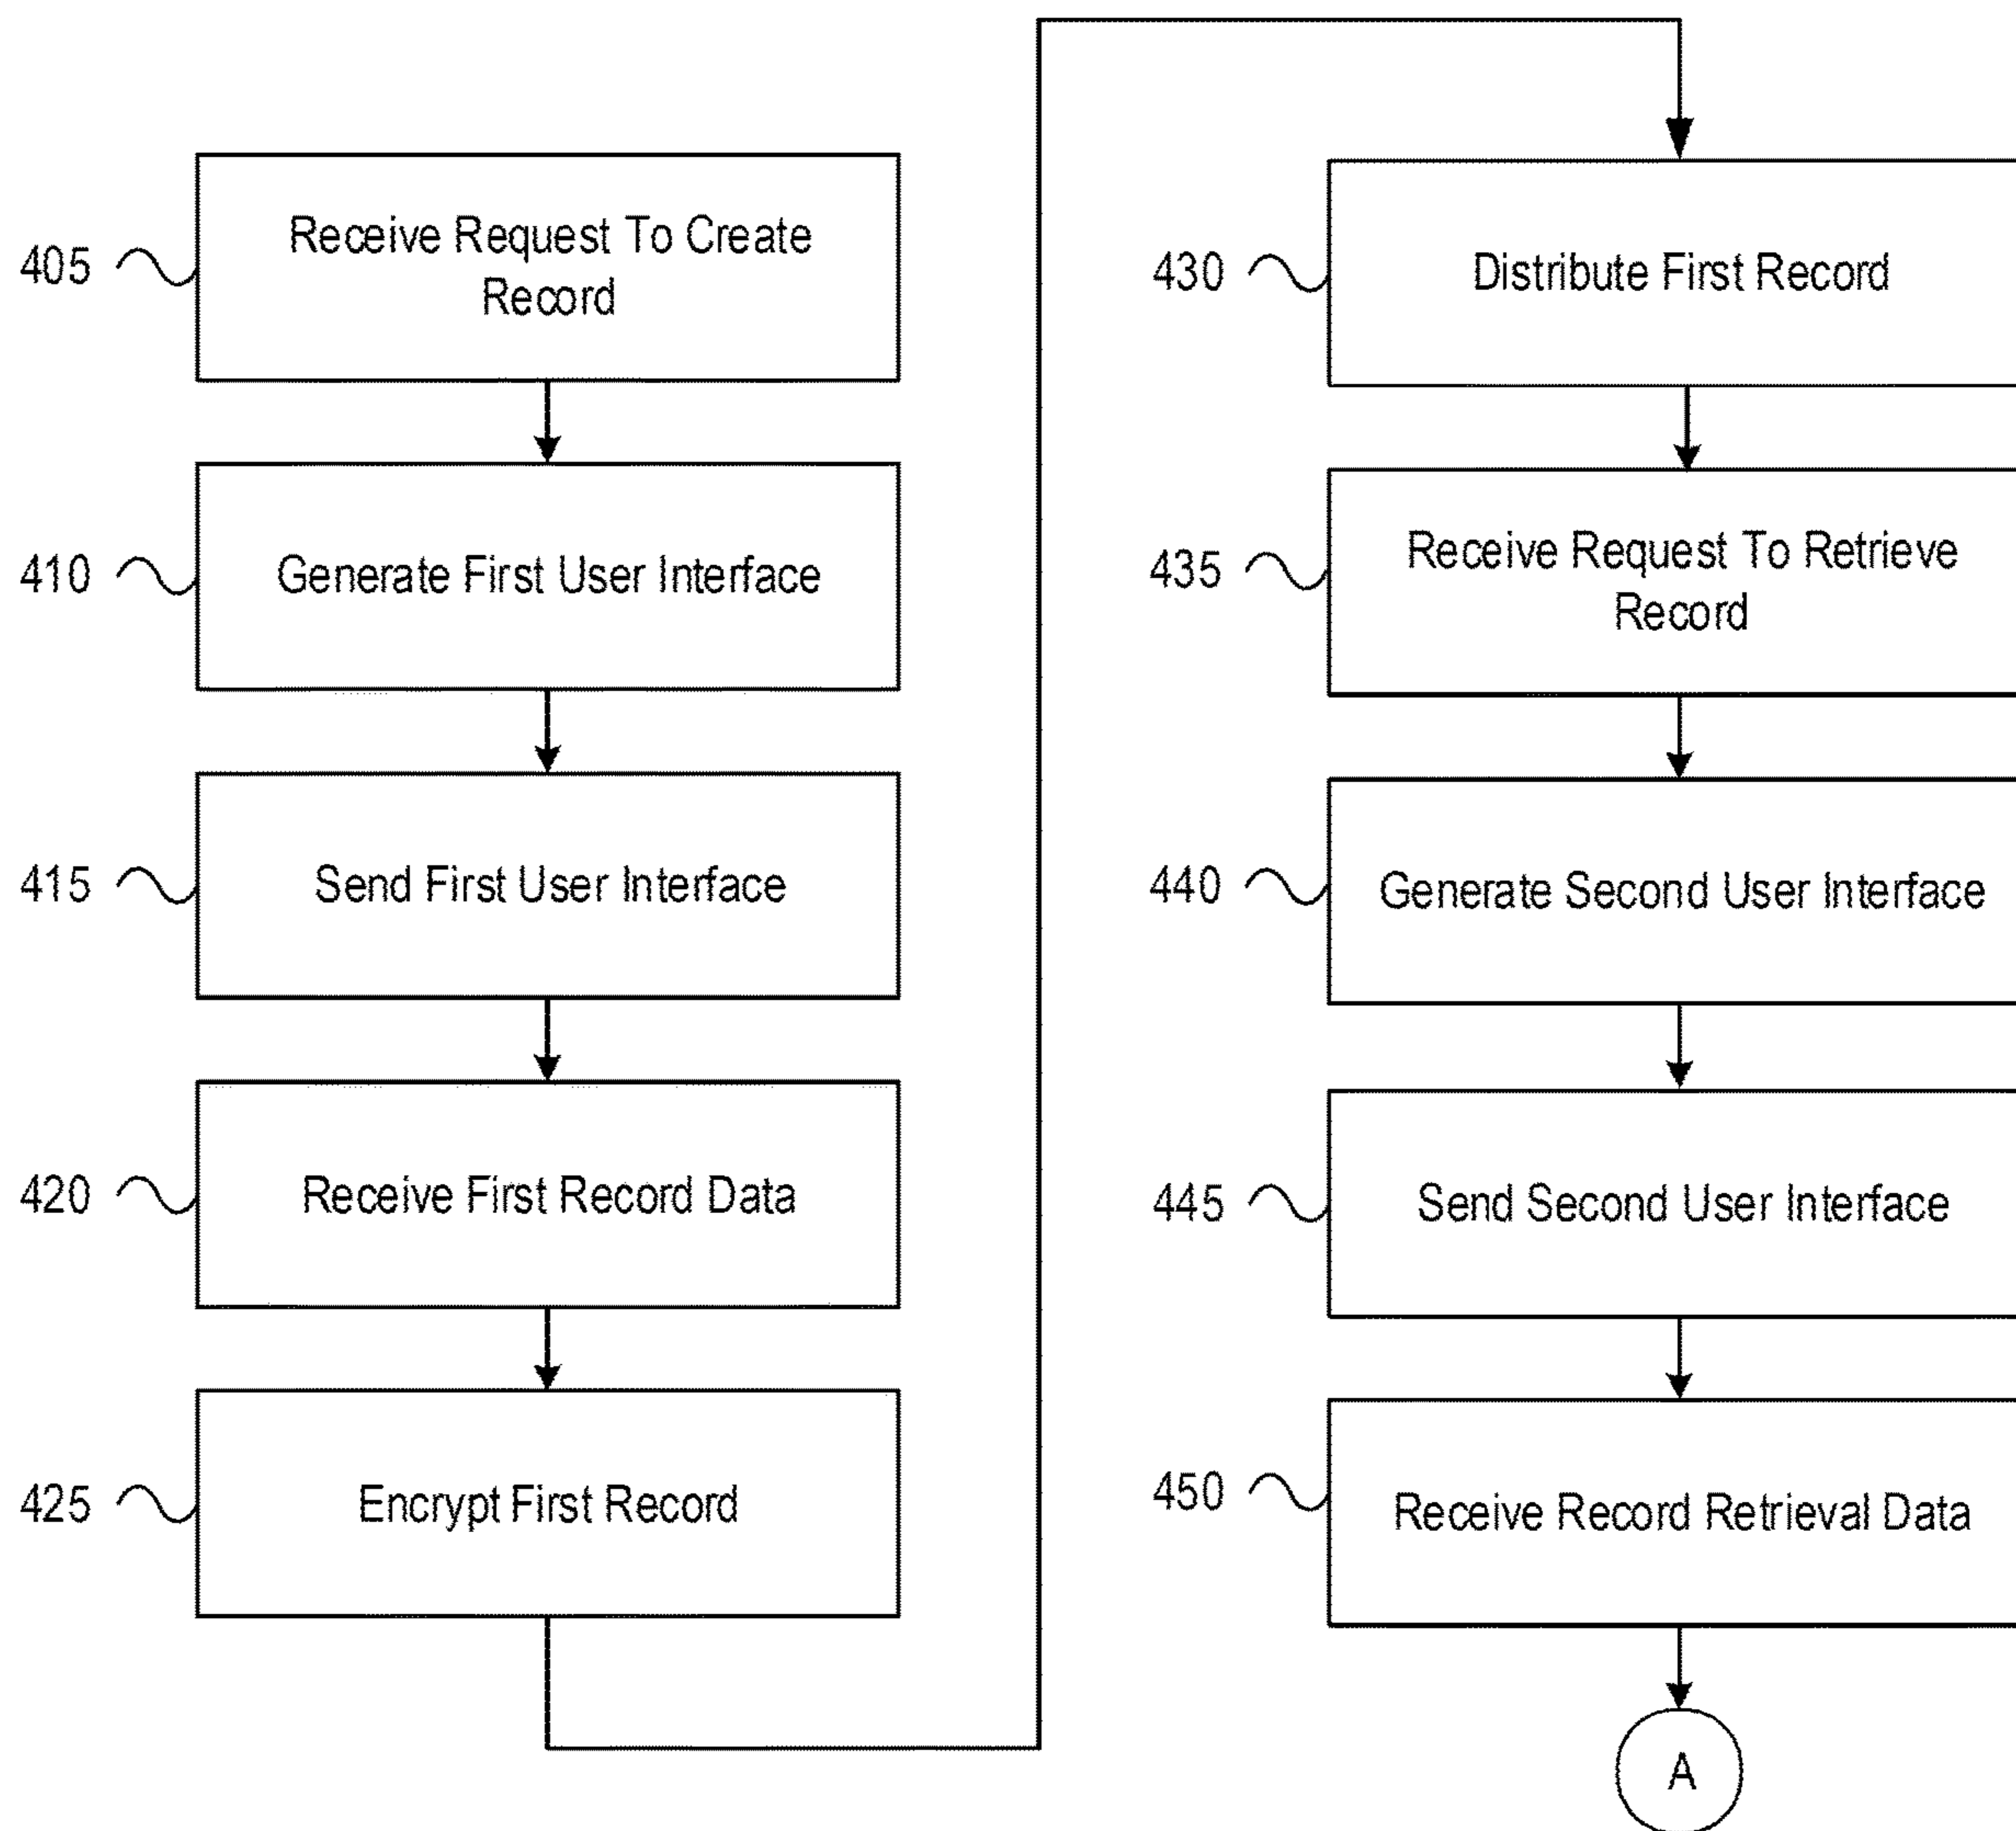 405
Receive Request To Create
Record
410
Generate First User Interface
415
Send First User Interface
420
Receive First Record Data
425
Encrypt First Record
430
Distribute First Record
435
Receive Request To Retrieve
Record
440
Generate Second User Interface
445
Send Second User Interface
450
Receive Record Retrieval Data
A